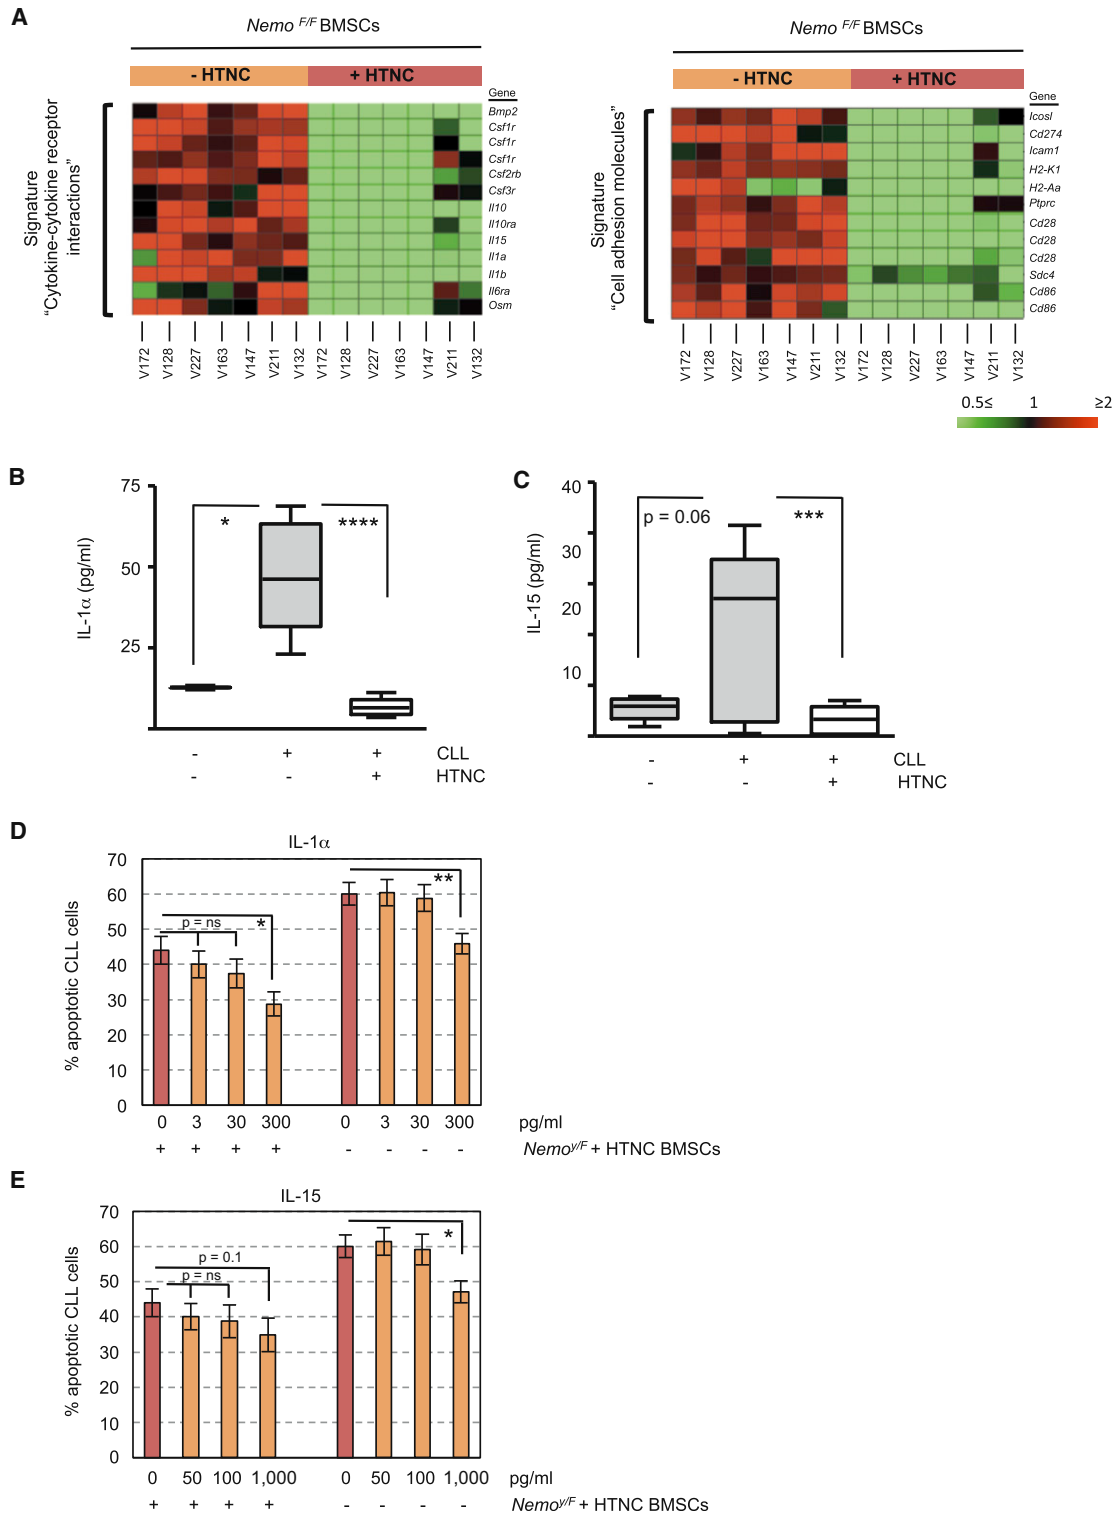 A
Nemo F/F BMSCs
- HTNC + HTNC
Gene
Signature
“Cytokine-cytokine receptor
interactions”
Bmp2
Csf1r
Csf1r
Csf1r
Csf2rb
Csf3r
Il10
Il10ra
Il15
Il1a
Il1b
Il6ra
Osm
V172 V128 V227 V163 V147 V211 V132 V172 V128 V227 V163 V147 V211 V132
Nemo F/F BMSCs
- HTNC + HTNC
Gene
Signature
“Cell adhesion molecules”
Icosl
Cd274
Icam1
H2-K1
H2-Aa
Ptprc
Cd28
Cd28
Cd28
Sdc4
Cd86
Cd86
V172 V128 V227 V163 V147 V211 V132 V172 V128 V227 V163 V147 V211 V132
0.5≤ 1 ≥2
B
IL-1α (pg/ml)
75
50
25
* ****
- + + CLL
- - + HTNC
C
IL-15 (pg/ml)
40
30
20
10
p = 0.06 ***
- + + CLL
- - + HTNC
D
IL-1α
% apoptotic CLL cells
70
60
50
40
30
20
10
0
p = ns * **
0 3 30 300 0 3 30 300 pg/ml
+ + + + - - - - Nemo y/F + HTNC BMSCs
E
IL-15
% apoptotic CLL cells
70
60
50
40
30
20
10
0
p = 0.1
p = ns *
0 50 100 1,000 0 50 100 1,000 pg/ml
+ + + + - - - - Nemo y/F + HTNC BMSCs